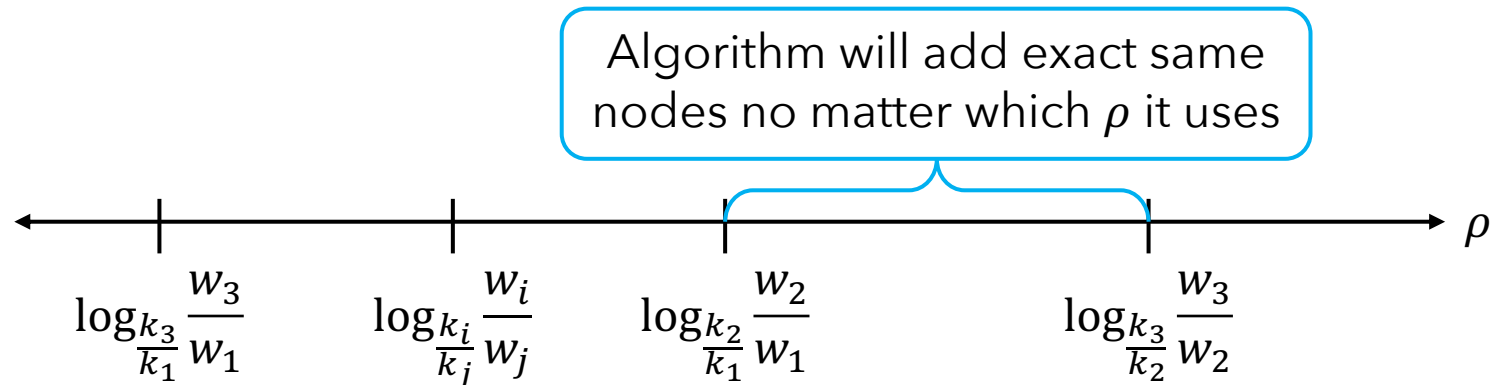 Algorithm will add exact same
nodes no matter which 𝜌 it uses
𝜌
log_{k_3/k_1} w_3/w_1
log_{k_i/k_j} w_i/w_j
log_{k_2/k_1} w_2/w_1
log_{k_3/k_2} w_3/w_2